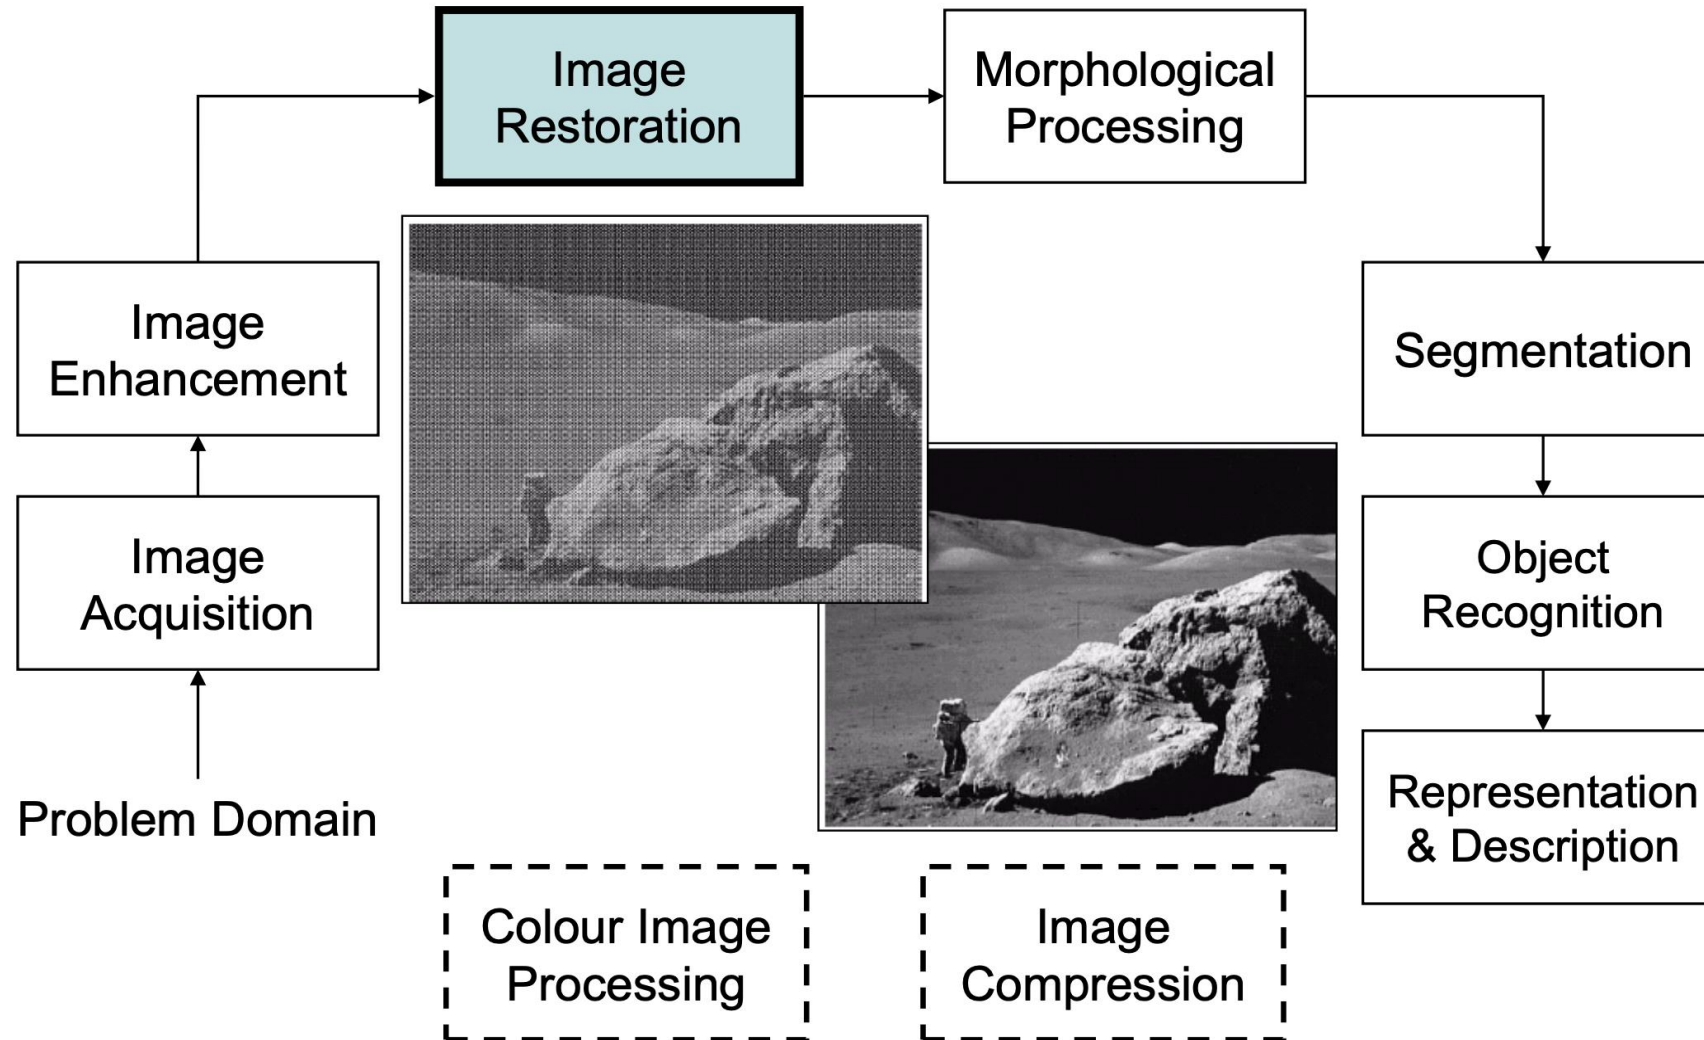 Image
Restoration
Morphological
Processing
Image
Enhancement
Segmentation
Image
Acquisition
Object
Recognition
Problem Domain
Representation
& Description
Colour Image
Processing
Image
Compression